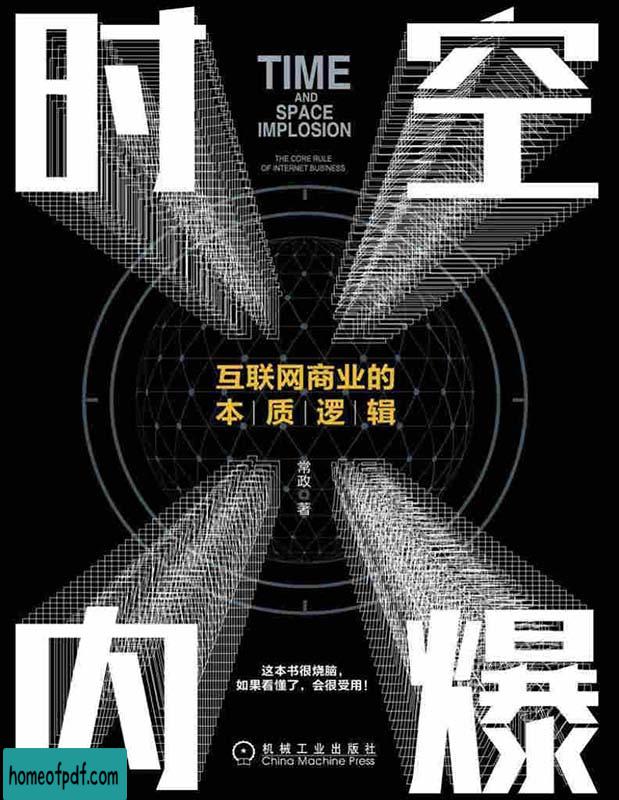 时空
TIME
AND
SPACE
IMPLOSION
THE CORE RULE
OF INTERNET BUSINESS
互联网商业的
本|质|逻|辑
常政
著
内爆
这本书很烧脑，
如果看懂了，会很受用！
机械工业出版社
China Machine Press
homeofpdf.com